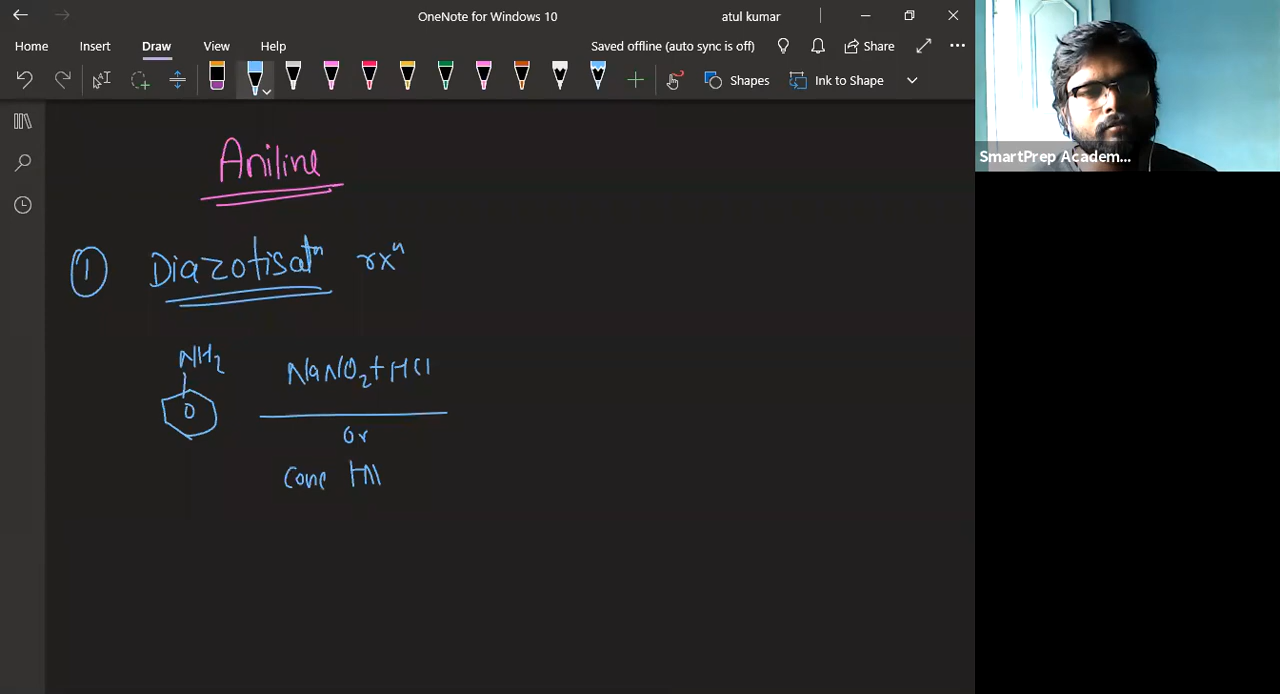 OneNote for Windows 10
atul kumar
Home Insert Draw View Help
Saved offline (auto sync is off)
Share
Shapes
Ink to Shape
SmartPrep Academ...
Aniline
① Diazotisatⁿ rxⁿ
NH₂
NaNO₂ + HCl
Or
Conc HN